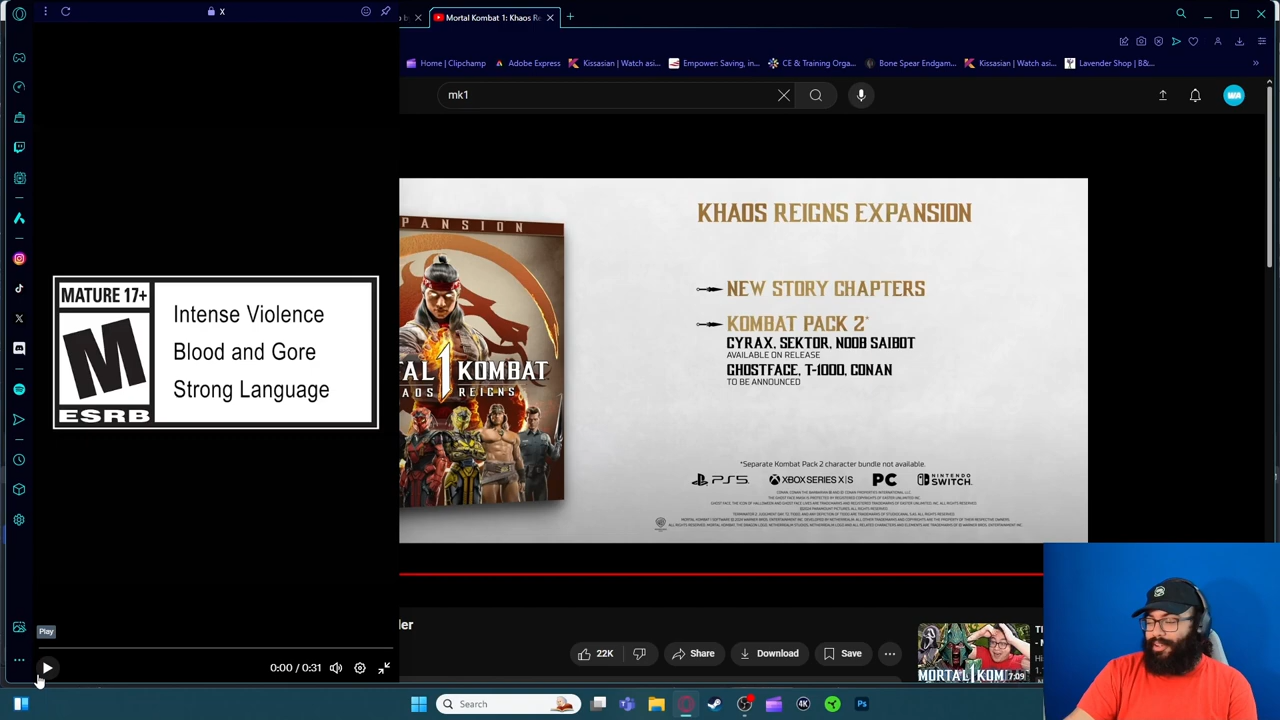 X
Mortal Kombat 1: Khaos Re
Home | Clipchamp
Adobe Express
Kissasian | Watch asi...
Empower: Saving, in...
CE & Training Orga...
Bone Spear Endgam...
Kissasian | Watch asi...
Lavender Shop | B&...
mk1
MATURE 17+
M
ESRB
Intense Violence
Blood and Gore
Strong Language
PANSION
AL 1 KOMBAT
AOS REIGNS
KHAOS REIGNS EXPANSION
NEW STORY CHAPTERS
KOMBAT PACK 2*
CYRAX, SEKTOR, NOOB SAIBOT
AVAILABLE ON RELEASE
GHOSTFACE, T-1000, CONAN
TO BE ANNOUNCED
*Separate Kombat Pack 2 character bundle not available.
PS5
XBOX SERIES X|S
PC
NINTENDO SWITCH
Play
0:00 / 0:31
ler
22K
Share
Download
Save
MORTAL 1 KOM
7:09
Search